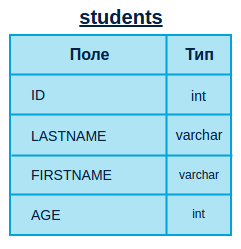 students
Поле Тип
ID int
LASTNAME varchar
FIRSTNAME varchar
AGE int